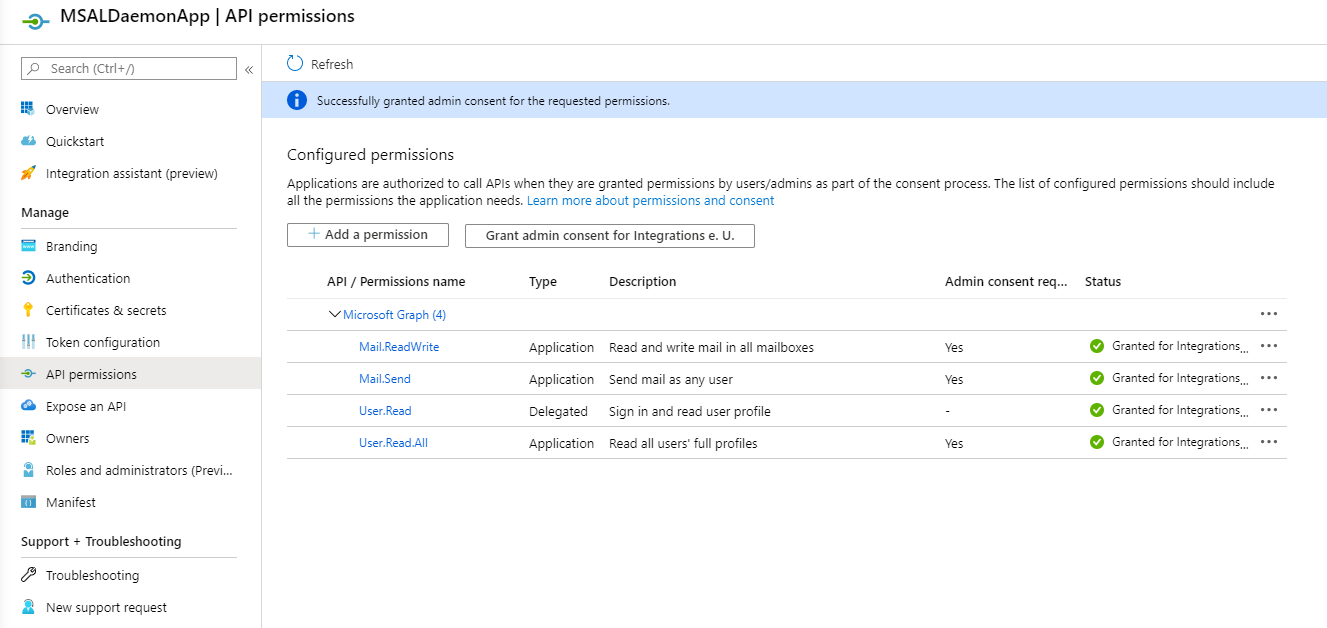 MSALDaemonApp | API permissions
Search (Ctrl+/)
«
Overview
Quickstart
Integration assistant (preview)
Manage
Branding
Authentication
Certificates & secrets
Token configuration
API permissions
Expose an API
Owners
Roles and administrators (Previ...
Manifest
Support + Troubleshooting
Troubleshooting
New support request
Refresh
Successfully granted admin consent for the requested permissions.
Configured permissions
Applications are authorized to call APIs when they are granted permissions by users/admins as part of the consent process. The list of configured permissions should include
all the permissions the application needs. Learn more about permissions and consent
+ Add a permission Grant admin consent for Integrations e. U.
API / Permissions name Type Description Admin consent req... Status
Microsoft Graph (4) ...
Mail.ReadWrite Application Read and write mail in all mailboxes Yes Granted for Integrations... ...
Mail.Send Application Send mail as any user Yes Granted for Integrations... ...
User.Read Delegated Sign in and read user profile - Granted for Integrations... ...
User.Read.All Application Read all users' full profiles Yes Granted for Integrations... ...